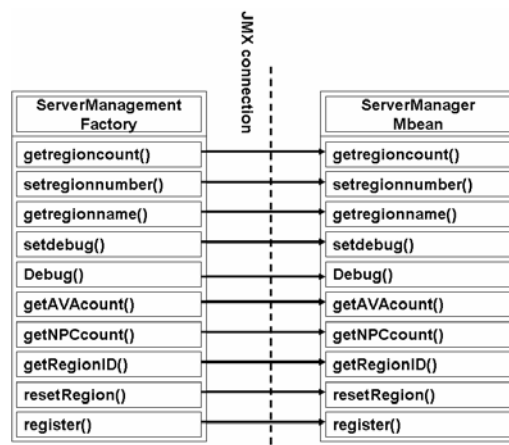 JMX connection
ServerManagement
Factory
getregioncount()
setregionnumber()
getregionname()
setdebug()
Debug()
getAVAcount()
getNPCcount()
getRegionID()
resetRegion()
register()
ServerManager
Mbean
getregioncount()
setregionnumber()
getregionname()
setdebug()
Debug()
getAVAcount()
getNPCcount()
getRegionID()
resetRegion()
register()